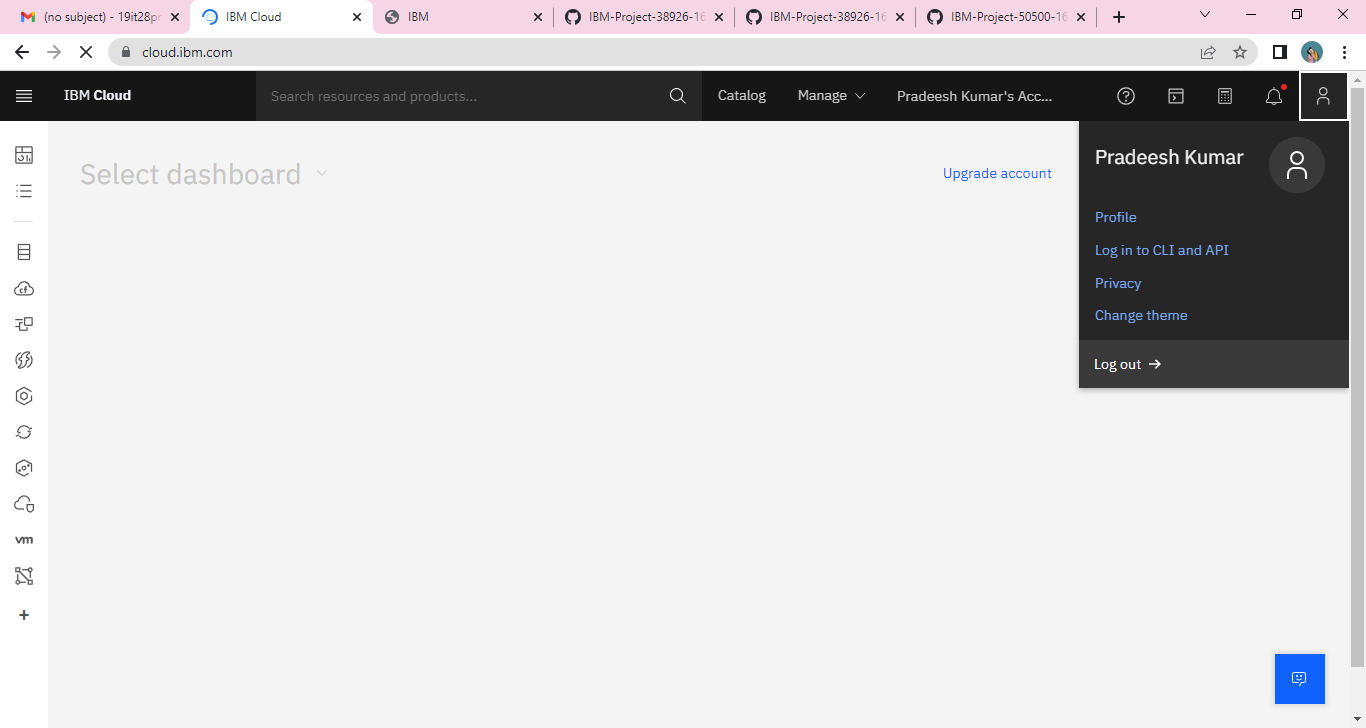 (no subject) - 19it28pr
IBM Cloud
IBM
IBM-Project-38926-16
IBM-Project-38926-16
IBM-Project-50500-16
cloud.ibm.com
IBM Cloud
Search resources and products...
Catalog
Manage
Pradeesh Kumar's Acc...
Select dashboard
Upgrade account
Pradeesh Kumar
Profile
Log in to CLI and API
Privacy
Change theme
Log out →
cf
vm
+